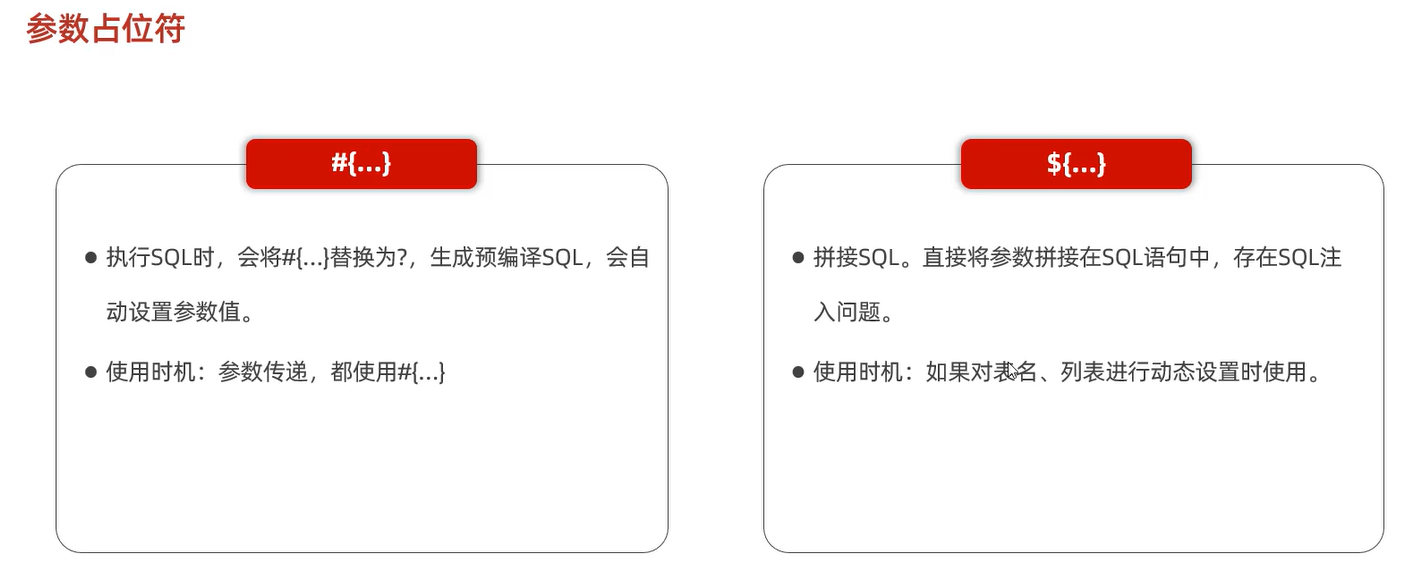 参数占位符
#{…}
执行SQL时，会将#{…}替换为?，生成预编译SQL，会自
动设置参数值。
使用时机：参数传递，都使用#{…}
${…}
拼接SQL。直接将参数拼接在SQL语句中，存在SQL注
入问题。
使用时机：如果对表名、列表进行动态设置时使用。